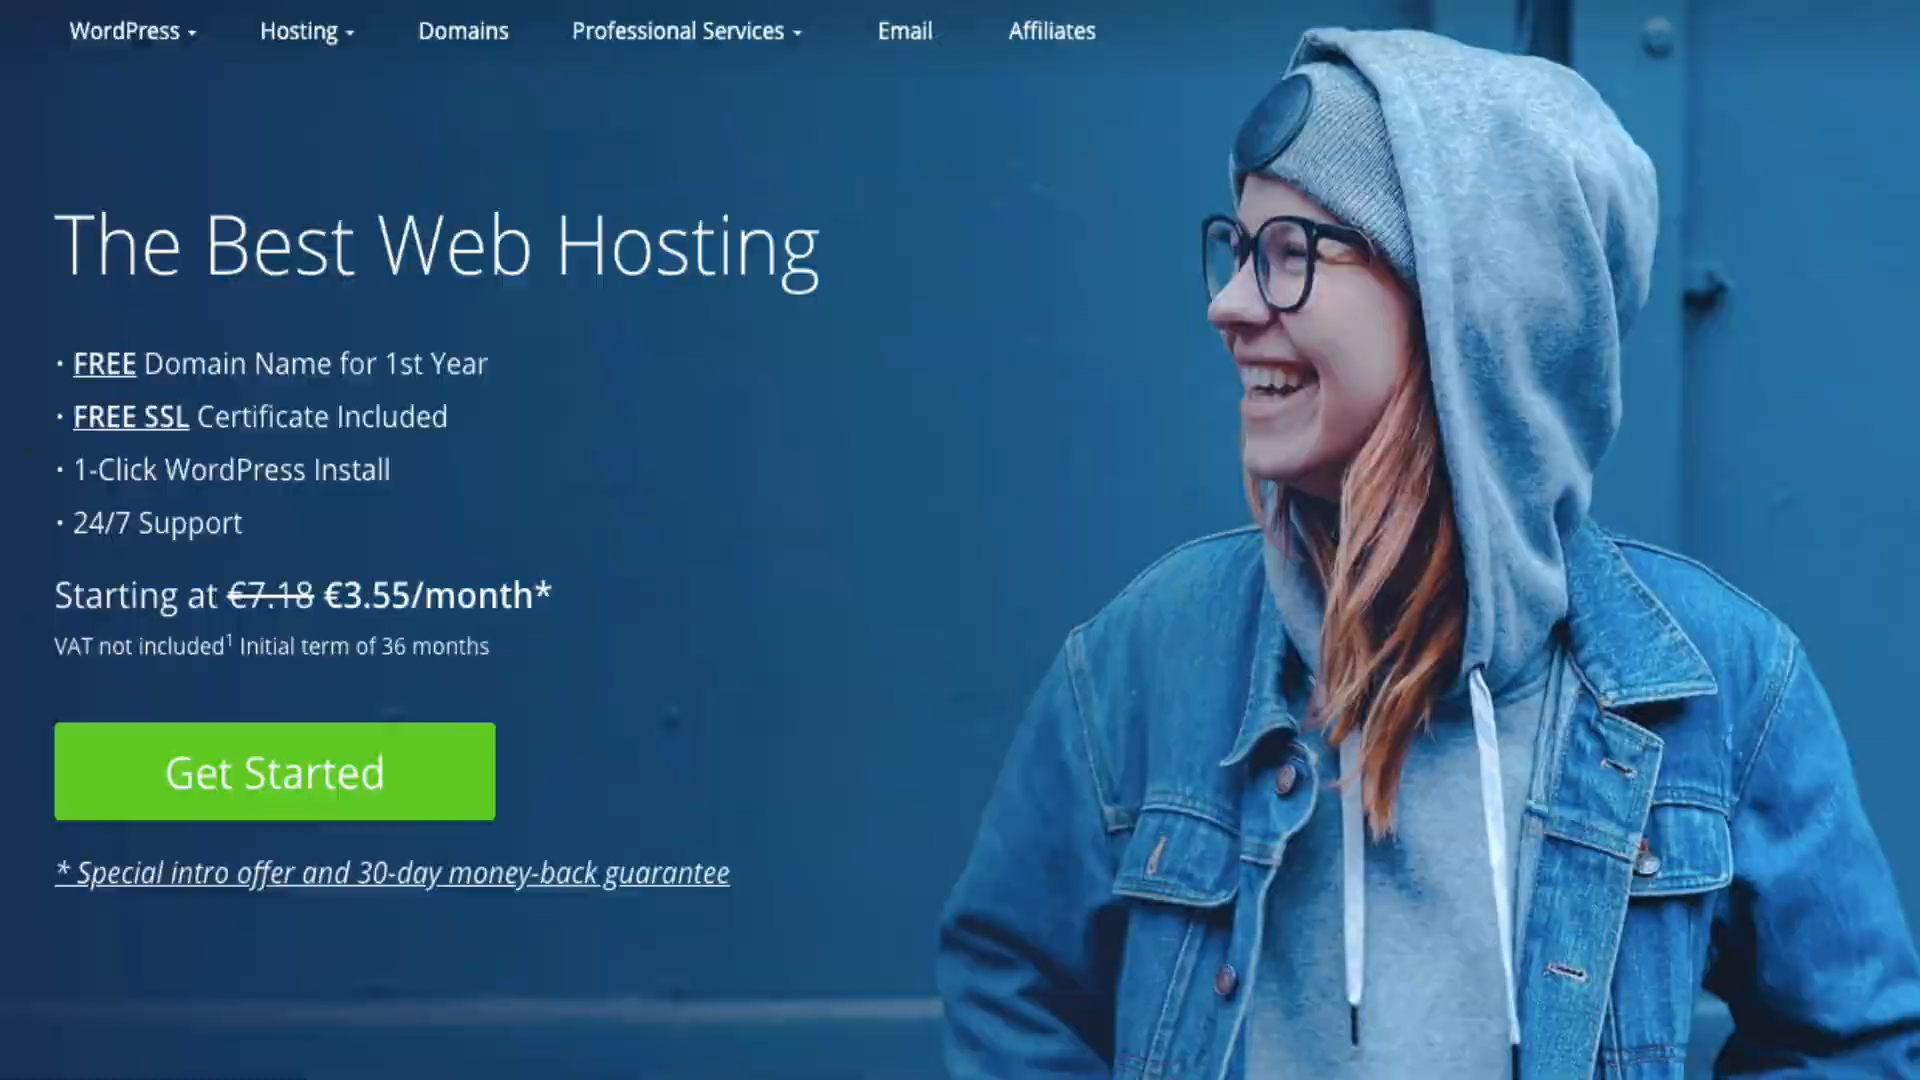 WordPress Hosting Domains Professional Services Email Affiliates
The Best Web Hosting
· FREE Domain Name for 1st Year
· FREE SSL Certificate Included
· 1-Click WordPress Install
· 24/7 Support
Starting at €7.18 €3.55/month*
VAT not included¹ Initial term of 36 months
Get Started
* Special intro offer and 30-day money-back guarantee